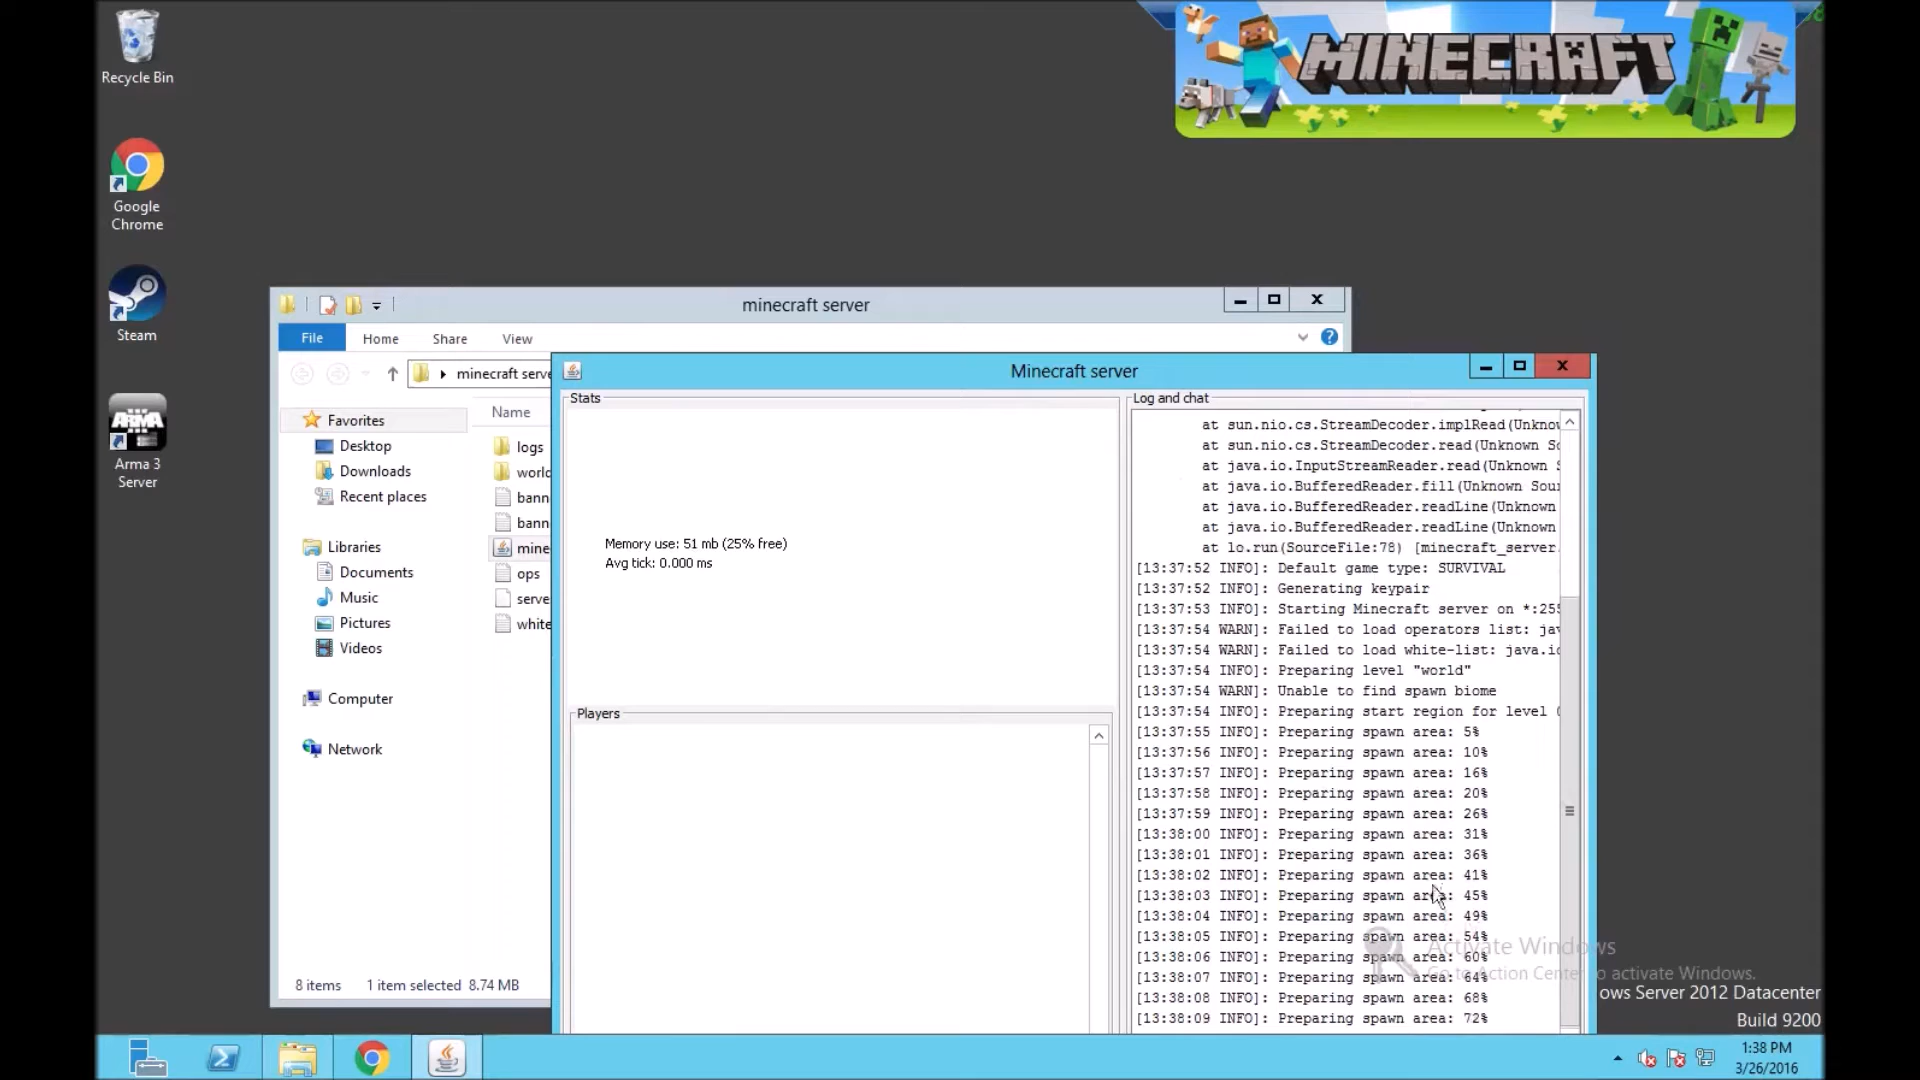 Recycle Bin
Google
Chrome
Steam
ARMA
Arma 3
Server
MINECRAFT
minecraft server
File
Home
Share
View
minecraft serve
Favorites
Desktop
Downloads
Recent places
Libraries
Documents
Music
Pictures
Videos
Computer
Network
Name
logs
world
bann
bann
mine
ops
serve
white
8 items
1 item selected 8.74 MB
Minecraft server
Stats
Memory use: 51 mb (25% free)
Avg tick: 0.000 ms
Players
Log and chat
at sun.nio.cs.StreamDecoder.implRead(Unknow
at sun.nio.cs.StreamDecoder.read(Unknown So
at java.io.InputStreamReader.read(Unknown S
at java.io.BufferedReader.fill(Unknown Sou
at java.io.BufferedReader.readLine(Unknown
at java.io.BufferedReader.readLine(Unknown
at lo.run(SourceFile:78) [minecraft_server.
[13:37:52 INFO]: Default game type: SURVIVAL
[13:37:52 INFO]: Generating keypair
[13:37:53 INFO]: Starting Minecraft server on *:255
[13:37:54 WARN]: Failed to load operators list: jav
[13:37:54 WARN]: Failed to load white-list: java.io
[13:37:54 INFO]: Preparing level "world"
[13:37:54 WARN]: Unable to find spawn biome
[13:37:54 INFO]: Preparing start region for level 0
[13:37:55 INFO]: Preparing spawn area: 5%
[13:37:56 INFO]: Preparing spawn area: 10%
[13:37:57 INFO]: Preparing spawn area: 16%
[13:37:58 INFO]: Preparing spawn area: 20%
[13:37:59 INFO]: Preparing spawn area: 26%
[13:38:00 INFO]: Preparing spawn area: 31%
[13:38:01 INFO]: Preparing spawn area: 36%
[13:38:02 INFO]: Preparing spawn area: 41%
[13:38:03 INFO]: Preparing spawn area: 45%
[13:38:04 INFO]: Preparing spawn area: 49%
[13:38:05 INFO]: Preparing spawn area: 54%
[13:38:06 INFO]: Preparing spawn area: 60%
[13:38:07 INFO]: Preparing spawn area: 64%
[13:38:08 INFO]: Preparing spawn area: 68%
[13:38:09 INFO]: Preparing spawn area: 72%
Activate Windows
Go to Action Center to activate Windows.
ows Server 2012 Datacenter
Build 9200
1:38 PM
3/26/2016